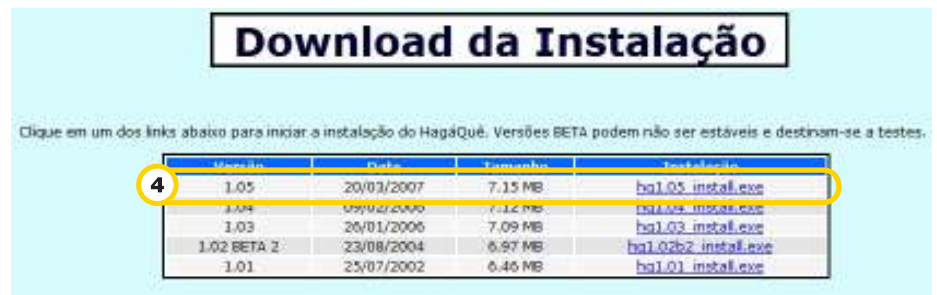 Download da Instalação
Clique em um dos links abaixo para iniciar a instalação do HagáQuê. Versões BETA podem não ser estáveis e destinam-se a testes.
Versão Data Tamanho Instalação
4 1.05 20/03/2007 7.15 MB hq1.05_install.exe
1.04 09/02/2006 7.12 MB hq1.04_install.exe
1.03 26/01/2006 7.09 MB hq1.03_install.exe
1.02 BETA 2 23/08/2004 6.97 MB hq1.02b2_install.exe
1.01 25/07/2002 6.46 MB hq1.01_install.exe